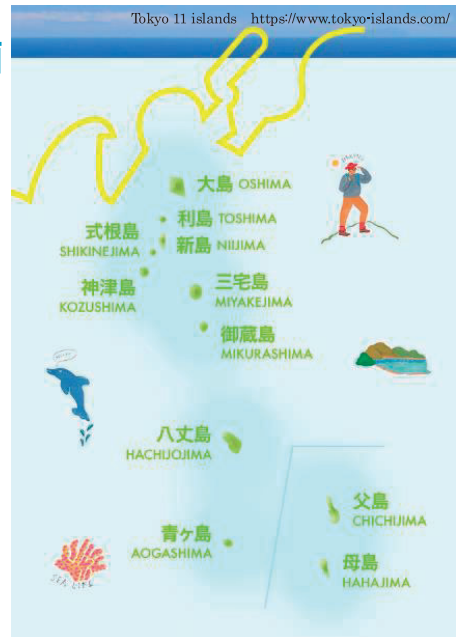 Tokyo 11 islands https://www.tokyo-islands.com/
大島 OSHIMA
利島 TOSHIMA
式根島
SHIKINEJIMA
新島 NIIJIMA
神津島
KOZUSHIMA
三宅島
MIYAKEJIMA
御蔵島
MIKURASHIMA
八丈島
HACHIJOJIMA
父島
CHICHIJIMA
青ヶ島
AOGASHIMA
母島
HAHAJIMA
SEA LIFE